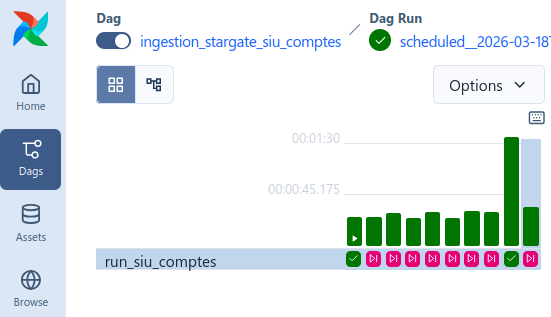 Dag
ingestion_stargate_siu_comptes
Dag Run
scheduled__2026-03-18T
Options
00:01:30
00:00:45.175
run_siu_comptes
Home
Dags
Assets
Browse